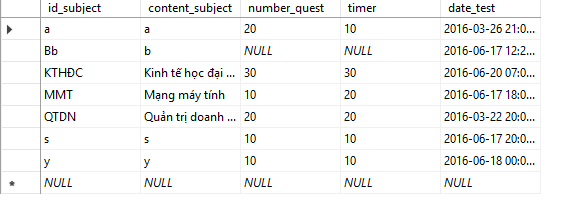 id_subject content_subject number_quest timer date_test
a a 20 10 2016-03-26 21:0...
Bb b NULL NULL 2016-06-17 12:2...
KTHĐC Kinh tế học đại ... 30 30 2016-06-20 07:0...
MMT Mạng máy tính 10 20 2016-06-17 18:0...
QTDN Quản trị doanh ... 20 20 2016-03-22 20:0...
s s 10 10 2016-06-17 20:0...
y y 10 10 2016-06-18 00:0...
NULL NULL NULL NULL NULL